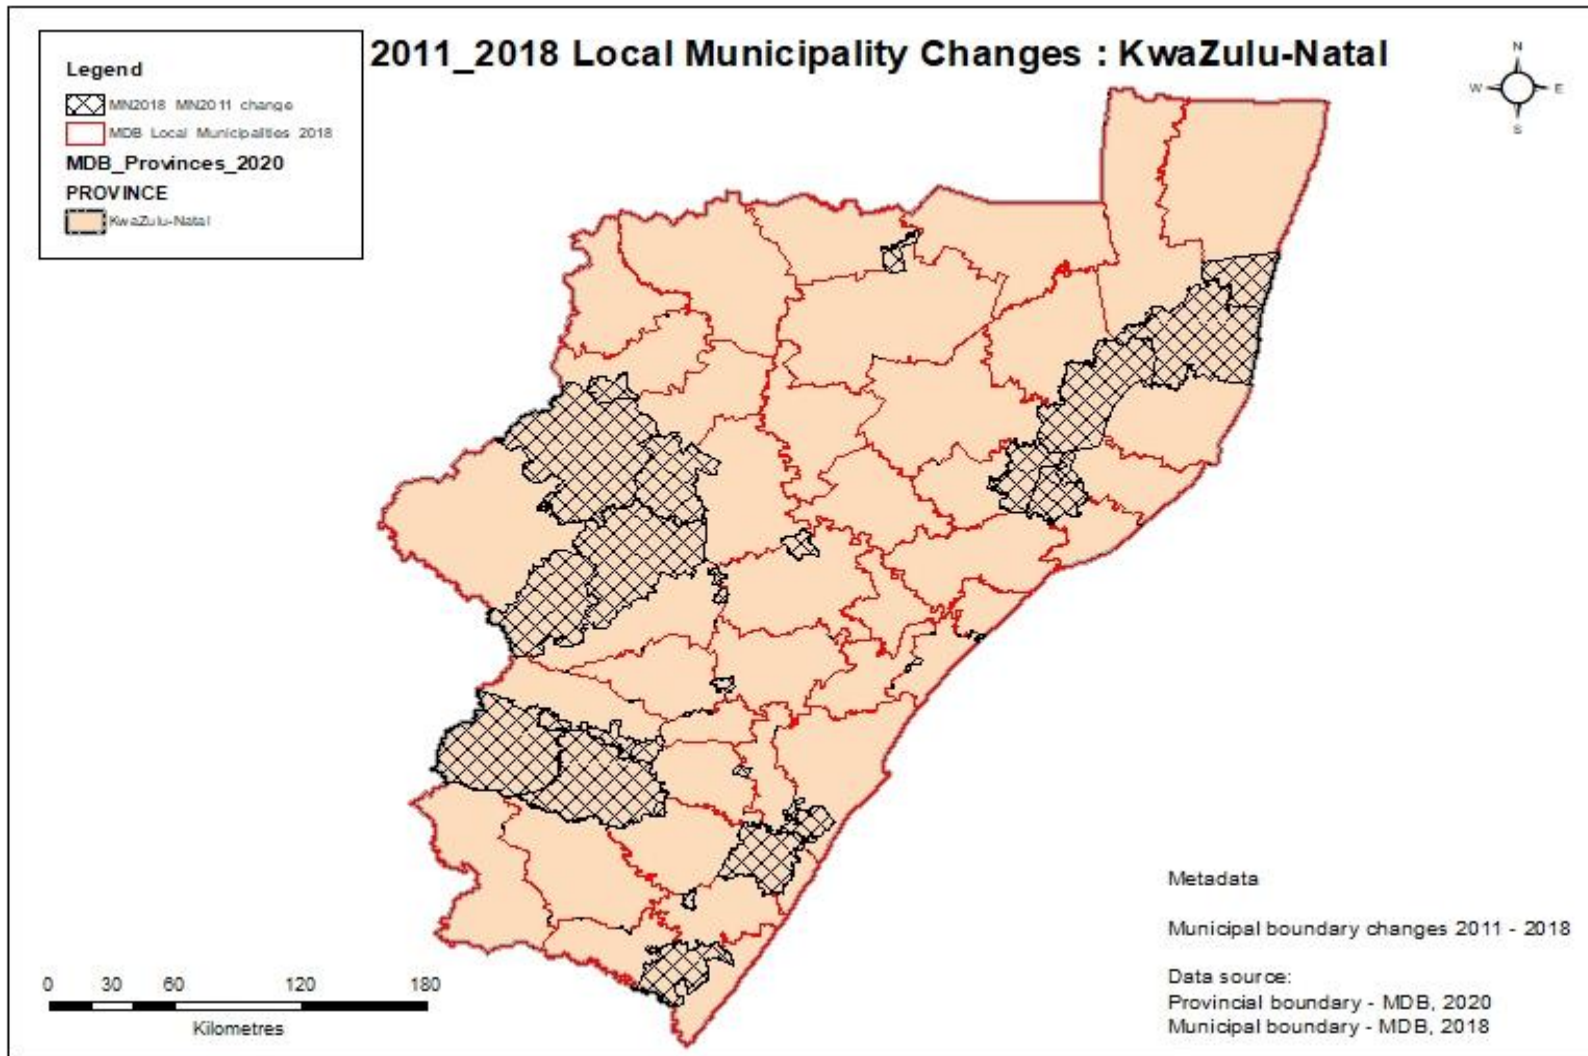 2011_2018 Local Municipality Changes : KwaZulu-Natal
Legend
MN2018 MN2011 change
MDB Local Municipalities 2018
MDB_Provinces_2020
PROVINCE
KwaZulu-Natal
N
W E
S
Metadata
Municipal boundary changes 2011 - 2018
Data source:
Provincial boundary - MDB, 2020
Municipal boundary - MDB, 2018
0 30 60 120 180
Kilometres